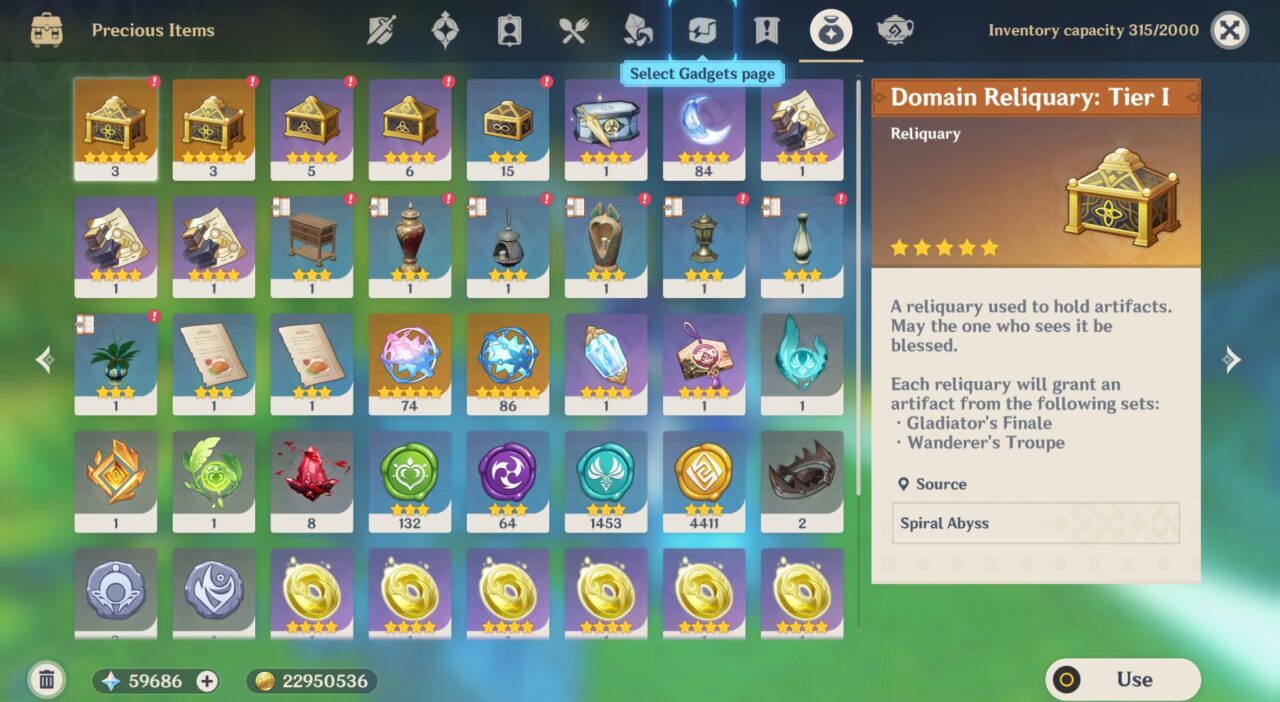 Precious Items
Inventory capacity 315/2000
Select Gadgets page
3
3
5
6
15
1
84
1
1
1
1
1
1
1
1
1
1
1
1
74
86
1
1
1
1
1
8
132
64
1453
4411
2
Domain Reliquary: Tier I
Reliquary
A reliquary used to hold artifacts.
May the one who sees it be
blessed.
Each reliquary will grant an
artifact from the following sets:
· Gladiator's Finale
· Wanderer's Troupe
Source
Spiral Abyss
59686
22950536
Use